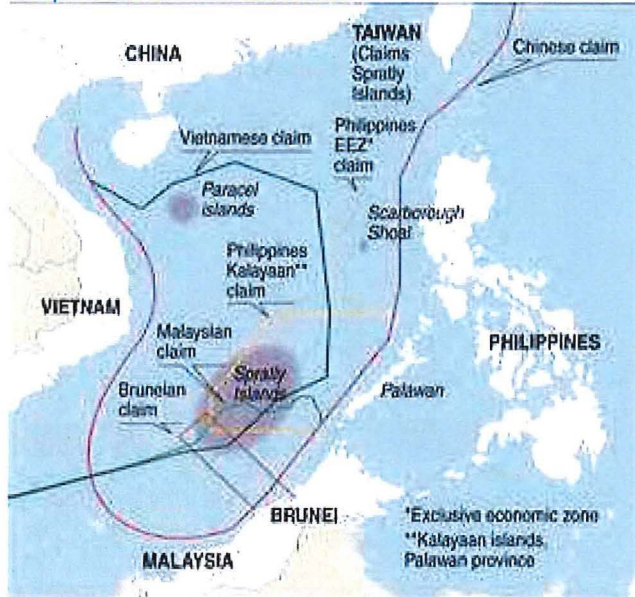 TAIWAN
(Claims
Spratly
Islands)
Chinese claim
CHINA
Philippines
EEZ*
claim
Vietnamese claim
Paracel
islands
Scarborough
Shoal
Philippines
Kalayaan**
claim
VIETNAM
Malaysian
claim
PHILIPPINES
Spratly
Islands
Bruneian
claim
Palawan
BRUNEI
*Exclusive economic zone
**Kalayaan islands,
Palawan province
MALAYSIA